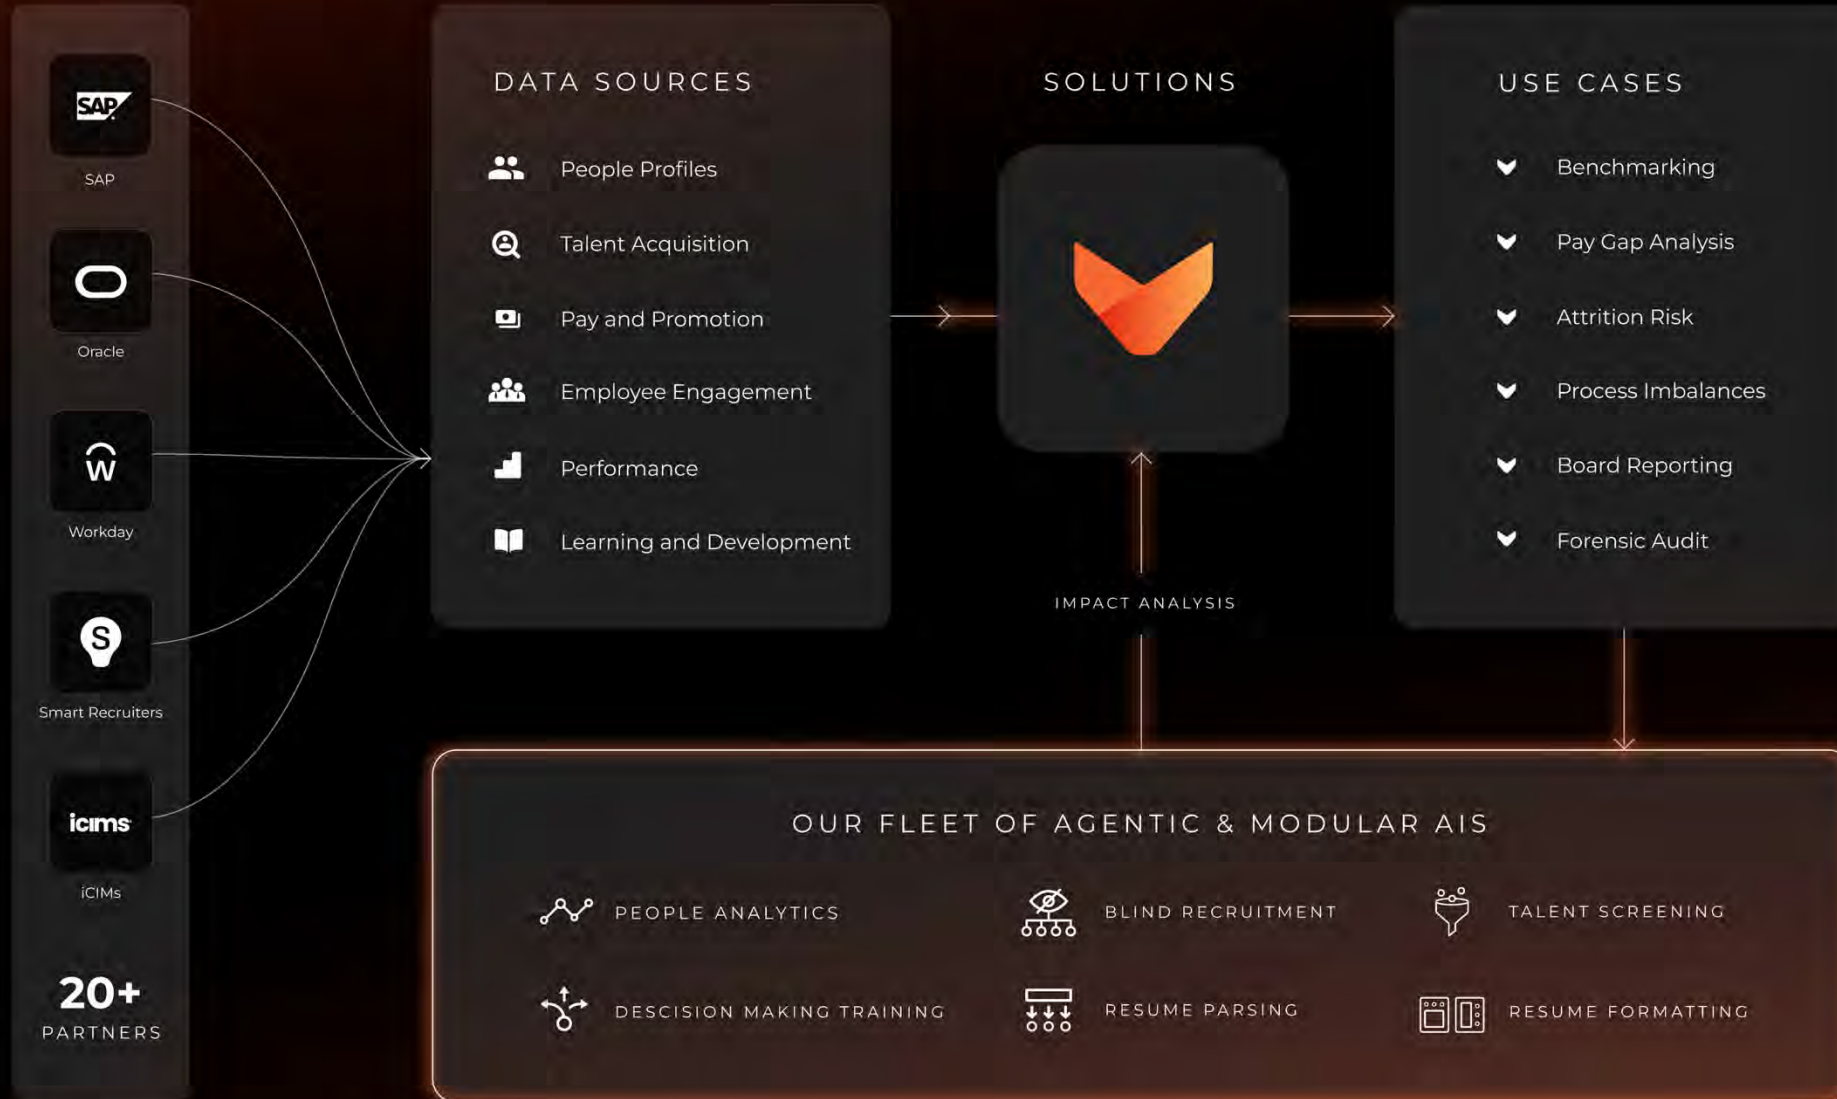 SAP
SAP
Oracle
W
Workday
S
Smart Recruiters
icims
iCIMs
20+
PARTNERS
DATA SOURCES
People Profiles
Talent Acquisition
Pay and Promotion
Employee Engagement
Performance
Learning and Development
SOLUTIONS
IMPACT ANALYSIS
USE CASES
Benchmarking
Pay Gap Analysis
Attrition Risk
Process Imbalances
Board Reporting
Forensic Audit
OUR FLEET OF AGENTIC & MODULAR AIS
PEOPLE ANALYTICS
BLIND RECRUITMENT
TALENT SCREENING
DESCISION MAKING TRAINING
RESUME PARSING
RESUME FORMATTING